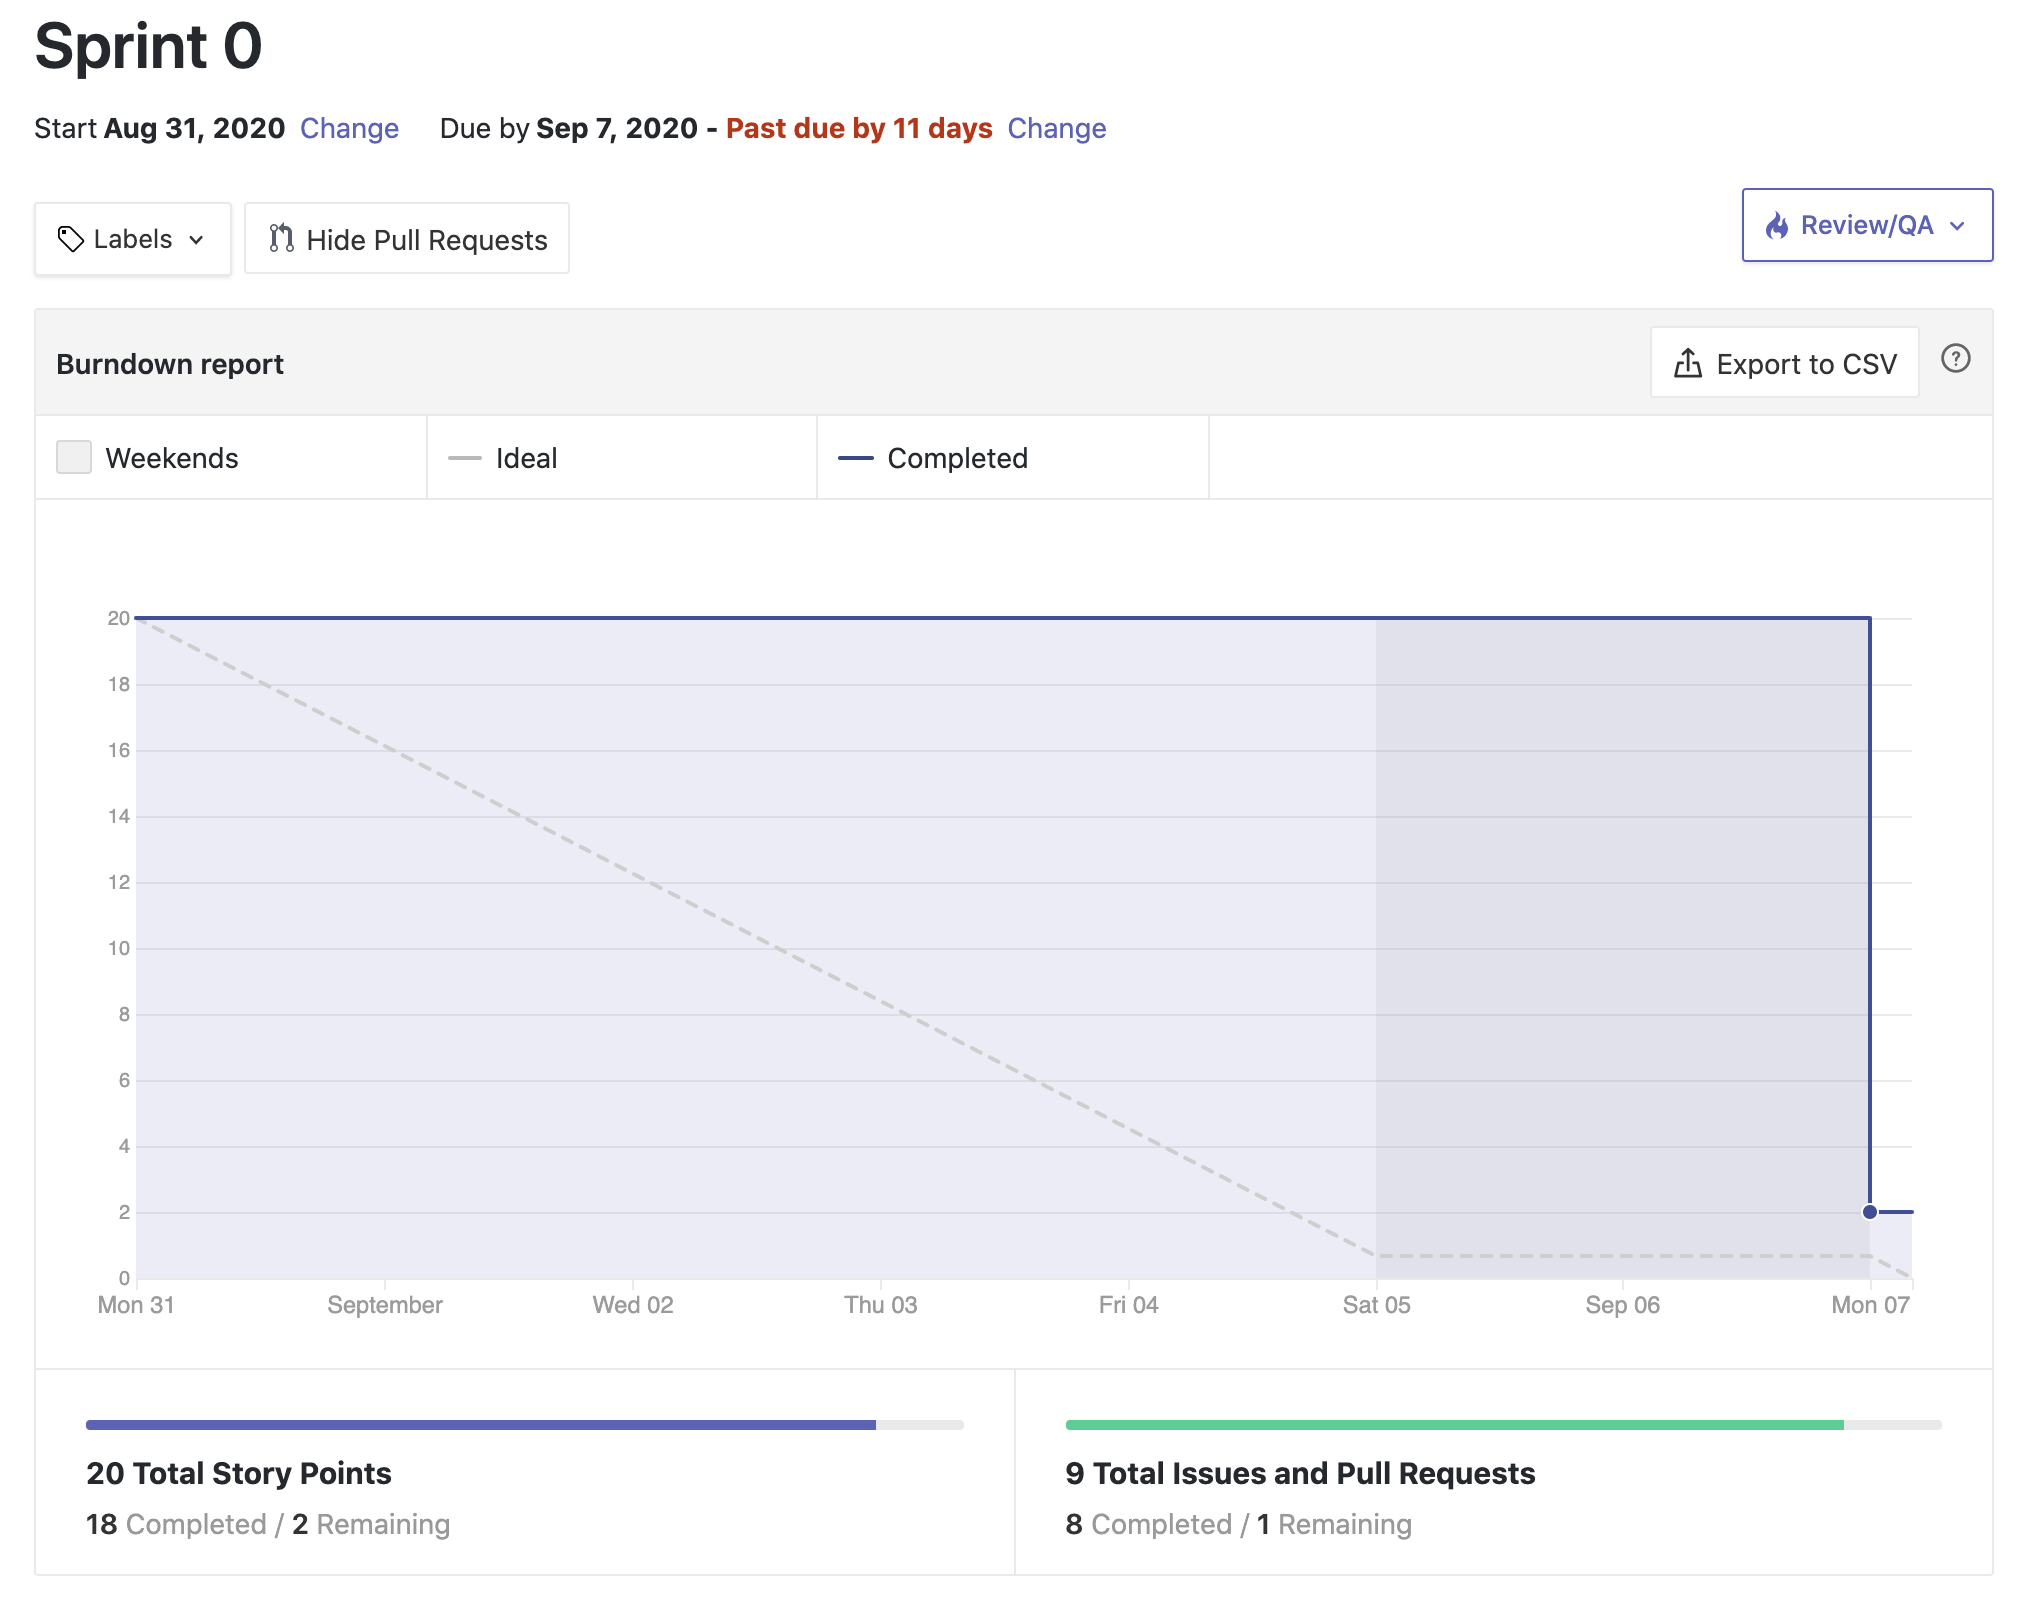 Sprint 0
Start Aug 31, 2020 Change Due by Sep 7, 2020 - Past due by 11 days Change
Labels Hide Pull Requests Review/QA
Burndown report Export to CSV ?
Weekends Ideal Completed
20
18
16
14
12
10
8
6
4
2
0
Mon 31 September Wed 02 Thu 03 Fri 04 Sat 05 Sep 06 Mon 07
20 Total Story Points
18 Completed / 2 Remaining
9 Total Issues and Pull Requests
8 Completed / 1 Remaining